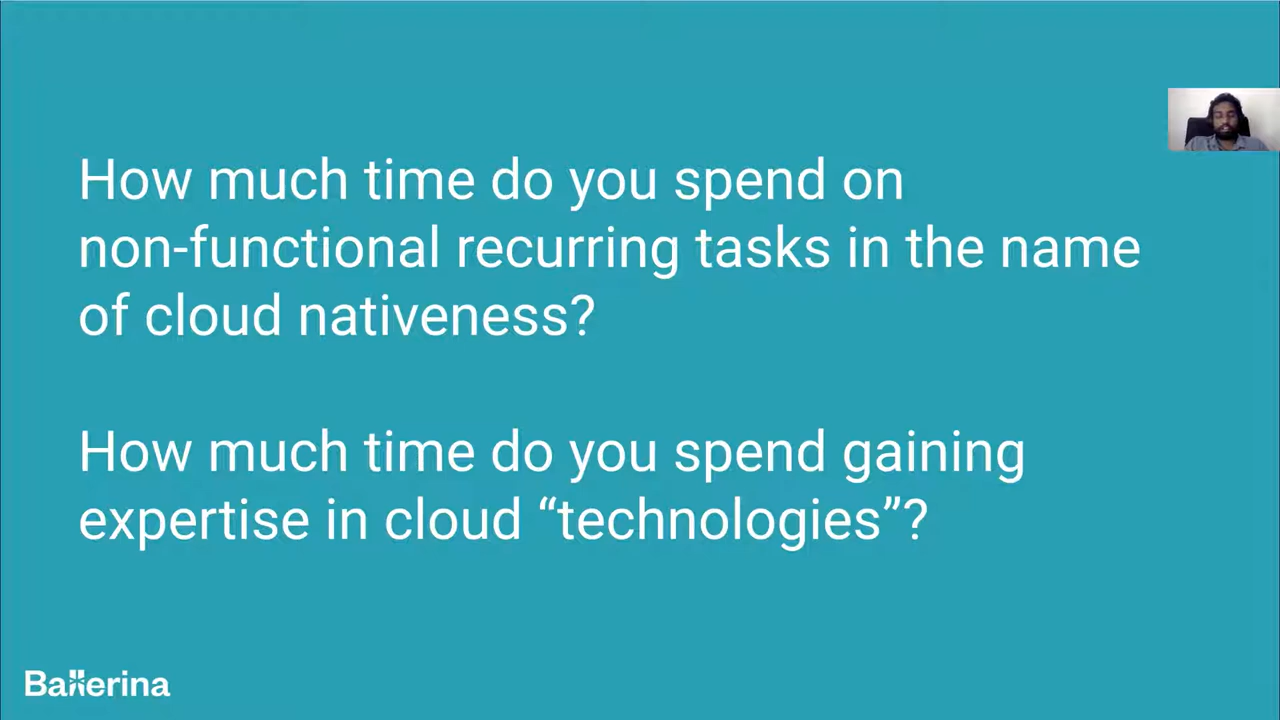 How much time do you spend on
non-functional recurring tasks in the name
of cloud nativeness?
How much time do you spend gaining
expertise in cloud “technologies”?
Ballerina